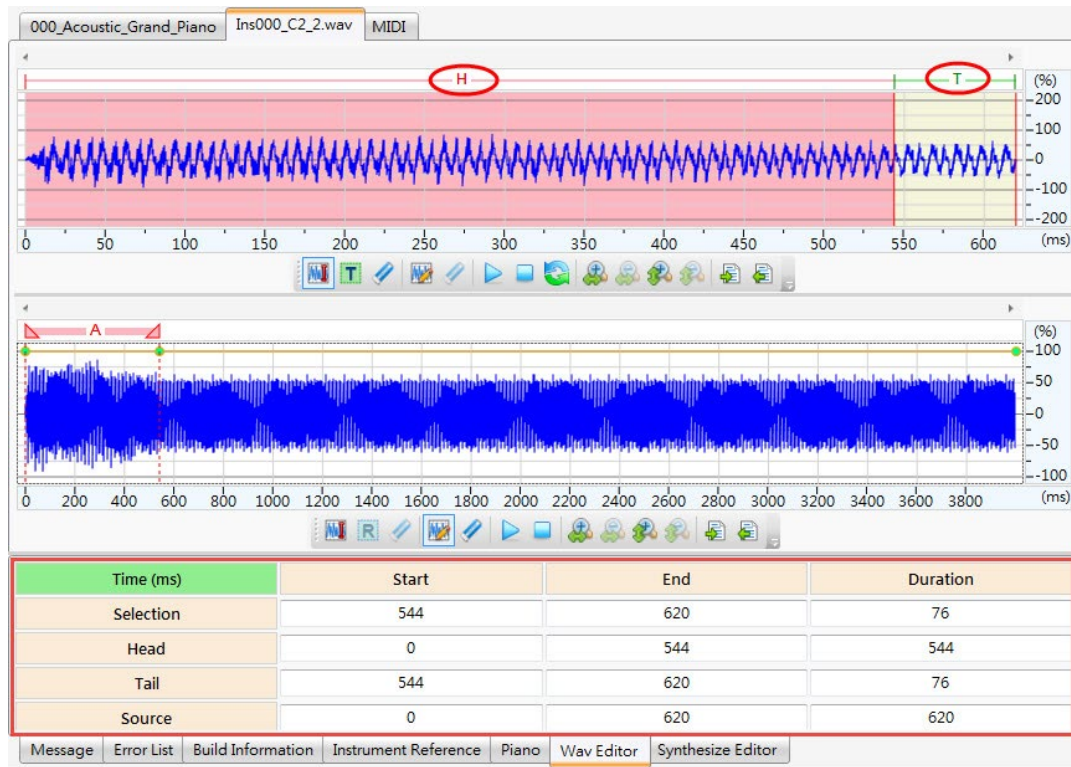 000_Acoustic_Grand_Piano Ins000_C2_2.wav MIDI
H T (%)
200
100
0
-100
-200
0 50 100 150 200 250 300 350 400 450 500 550 600 (ms)
T
A (%)
100
50
0
-50
-100
0 200 400 600 800 1000 1200 1400 1600 1800 2000 2200 2400 2600 2800 3000 3200 3400 3600 3800 (ms)
R
Time (ms) Start End Duration
Selection 544 620 76
Head 0 544 544
Tail 544 620 76
Source 0 620 620
Message Error List Build Information Instrument Reference Piano Wav Editor Synthesize Editor